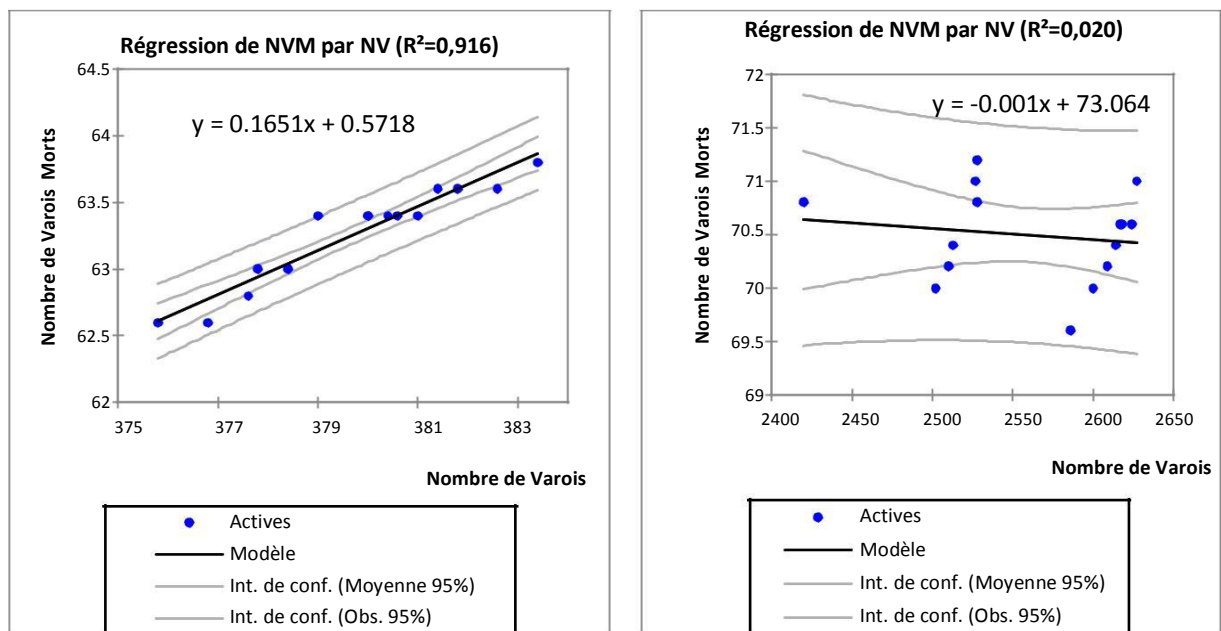 Régression de NVM par NV (R²=0,916)
64.5
64
63.5
63
62.5
62
y = 0.1651x + 0.5718
Nombre de Varois Morts
375
377
379
381
383
Nombre de Varois
Actives
Modèle
Int. de conf. (Moyenne 95%)
Int. de conf. (Obs. 95%)
Régression de NVM par NV (R²=0,020)
72
71.5
71
70.5
70
69.5
69
y = -0.001x + 73.064
Nombre de Varois Morts
2400
2450
2500
2550
2600
2650
Nombre de Varois
Actives
Modèle
Int. de conf. (Moyenne 95%)
Int. de conf. (Obs. 95%)